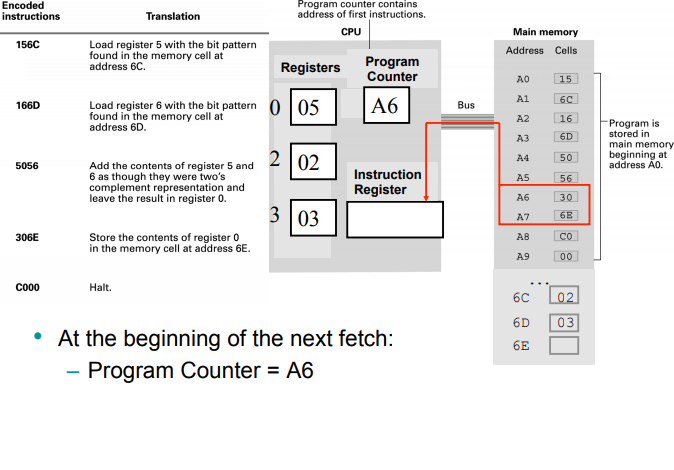 Encoded
instructions
Translation
156C
Load register 5 with the bit pattern
found in the memory cell at
address 6C.
166D
Load register 6 with the bit pattern
found in the memory cell at
address 6D.
5056
Add the contents of register 5 and
6 as though they were two's
complement representation and
leave the result in register 0.
306E
Store the contents of register 0
in the memory cell at address 6E.
C000
Halt.
Program counter contains
address of first instructions.
CPU
Registers
Program
Counter
0 05
A6
2 02
3 03
Instruction
Register
Bus
Main memory
Address Cells
A0 15
A1 6C
A2 16
A3 6D
A4 50
A5 56
A6 30
A7 6E
A8 C0
A9 00
Program is
stored in
main memory
beginning at
address A0.
...
6C 02
6D 03
6E
• At the beginning of the next fetch:
– Program Counter = A6